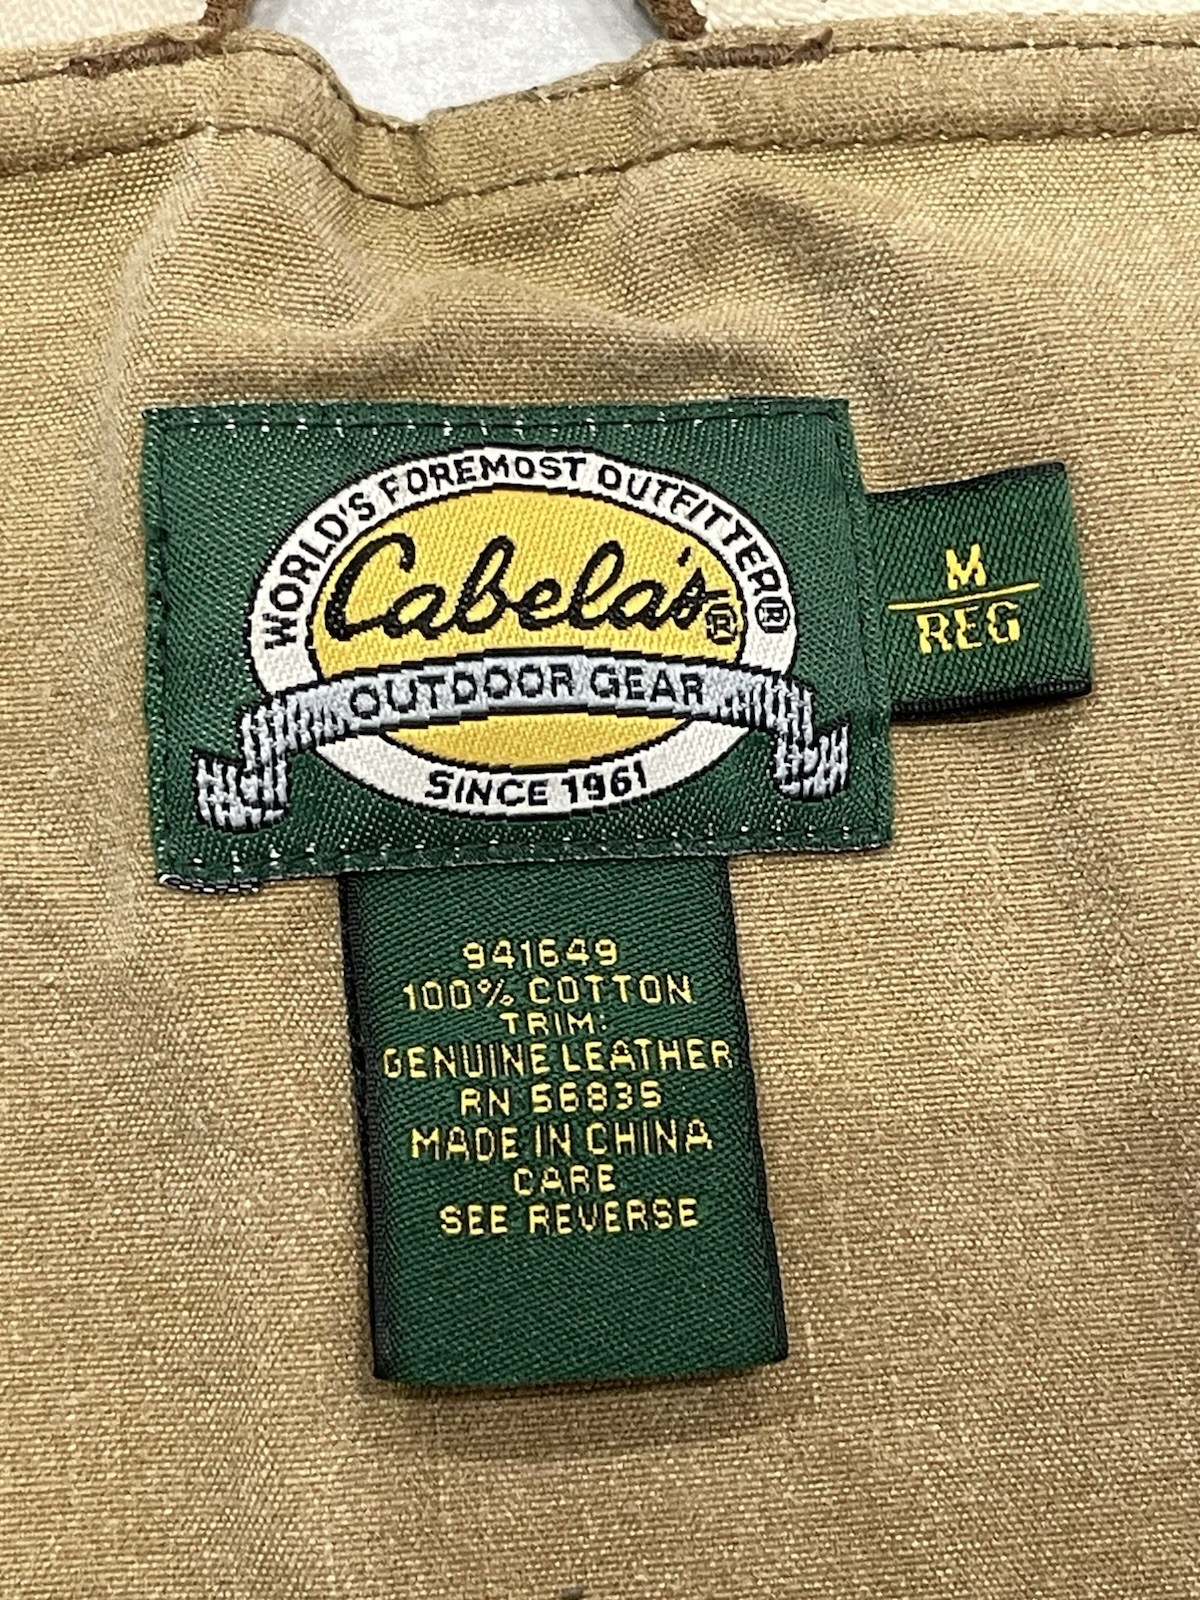 WORLD'S FOREMOST OUTFITTER®
Cabela's®
OUTDOOR GEAR
SINCE 1961
M
REG
941649
100% COTTON
TRIM:
GENUINE LEATHER
RN 56835
MADE IN CHINA
CARE
SEE REVERSE